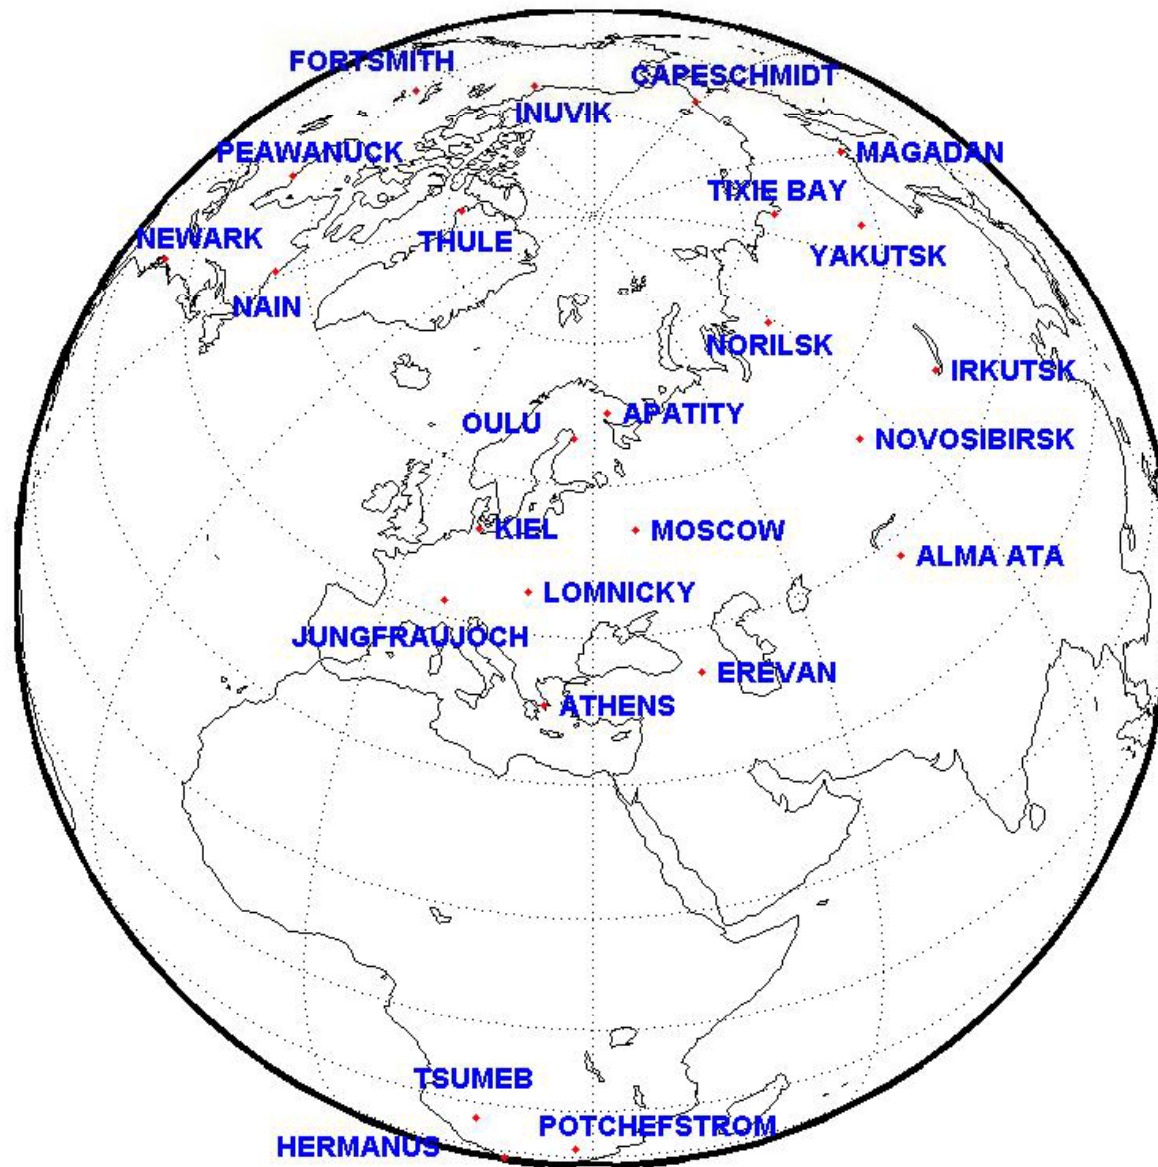 FORTSMITH
CAPESCHMIDT
INUVIK
PEAWANUCK
MAGADAN
TIXIE BAY
NEWARK
THULE
YAKUTSK
NAIN
NORILSK
IRKUTSK
OULU
APATITY
NOVOSIBIRSK
KIEL
MOSCOW
ALMA ATA
LOMNICKY
JUNGFRAUJOCH
EREVAN
ATHENS
TSUMEB
POTCHEFSTROM
HERMANUS